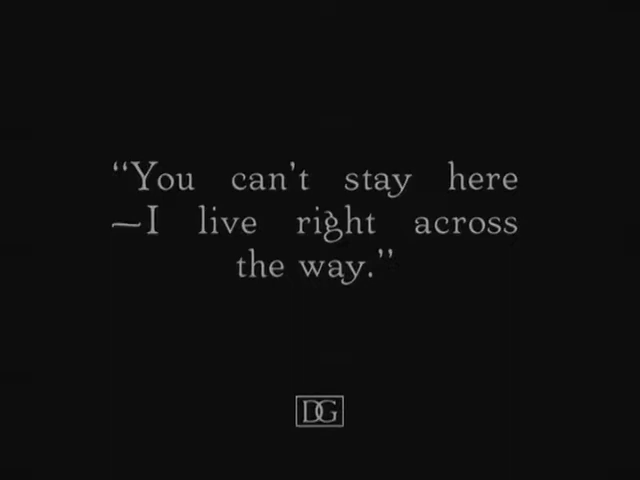 “You can't stay here
—I live right across
the way.”
DG